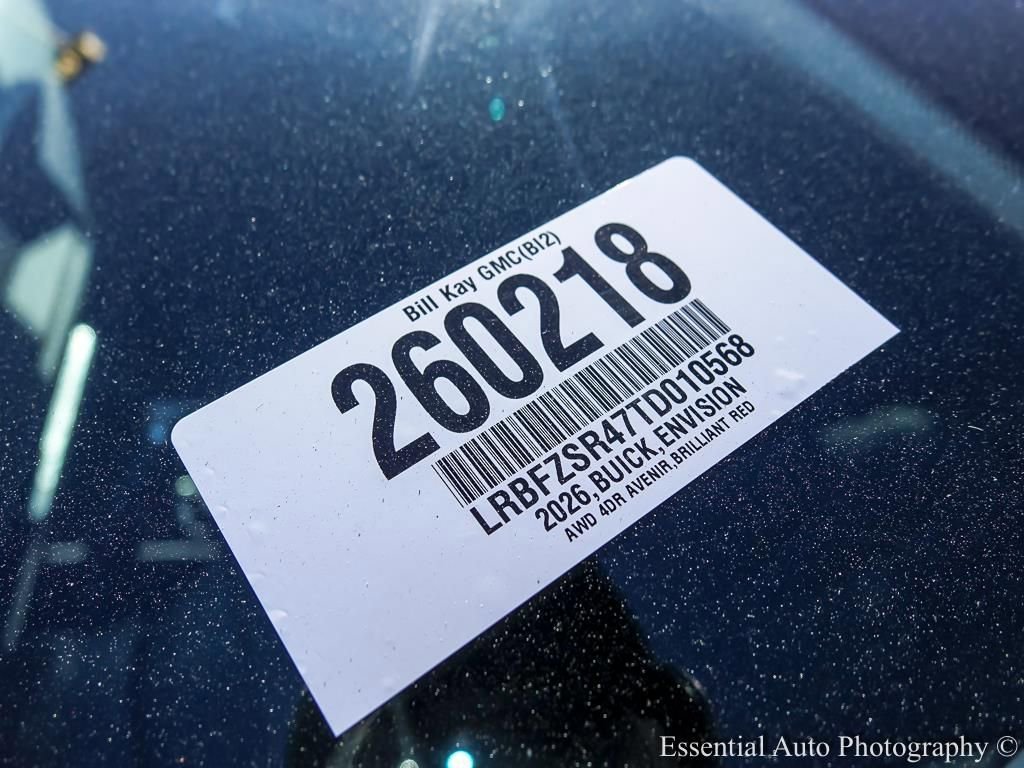 Bill Kay GMC(BI2)
260218
LRBFZSR47TD010568
2026,BUICK,ENVISION
AWD 4DR AVENIR,BRILLIANT RED
Essential Auto Photography ©